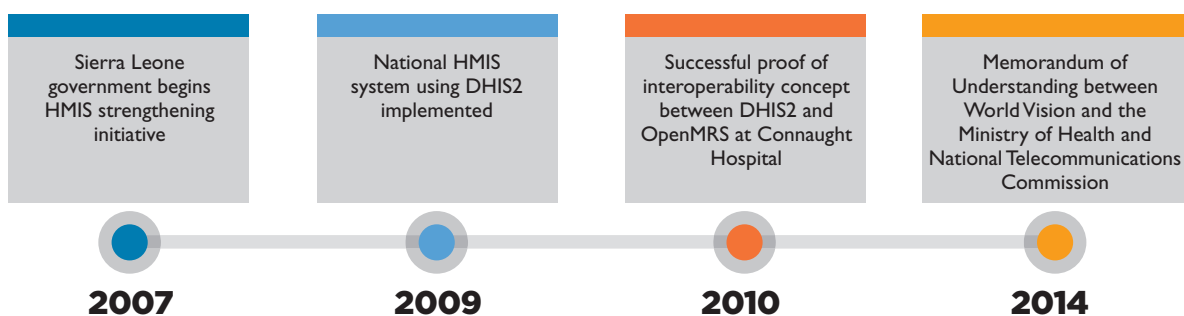 Sierra Leone
government begins
HMIS strengthening
initiative
National HMIS
system using DHIS2
implemented
Successful proof of
interoperability concept
between DHIS2 and
OpenMRS at Connaught
Hospital
Memorandum of
Understanding between
World Vision and the
Ministry of Health and
National Telecommunications
Commission
2007
2009
2010
2014